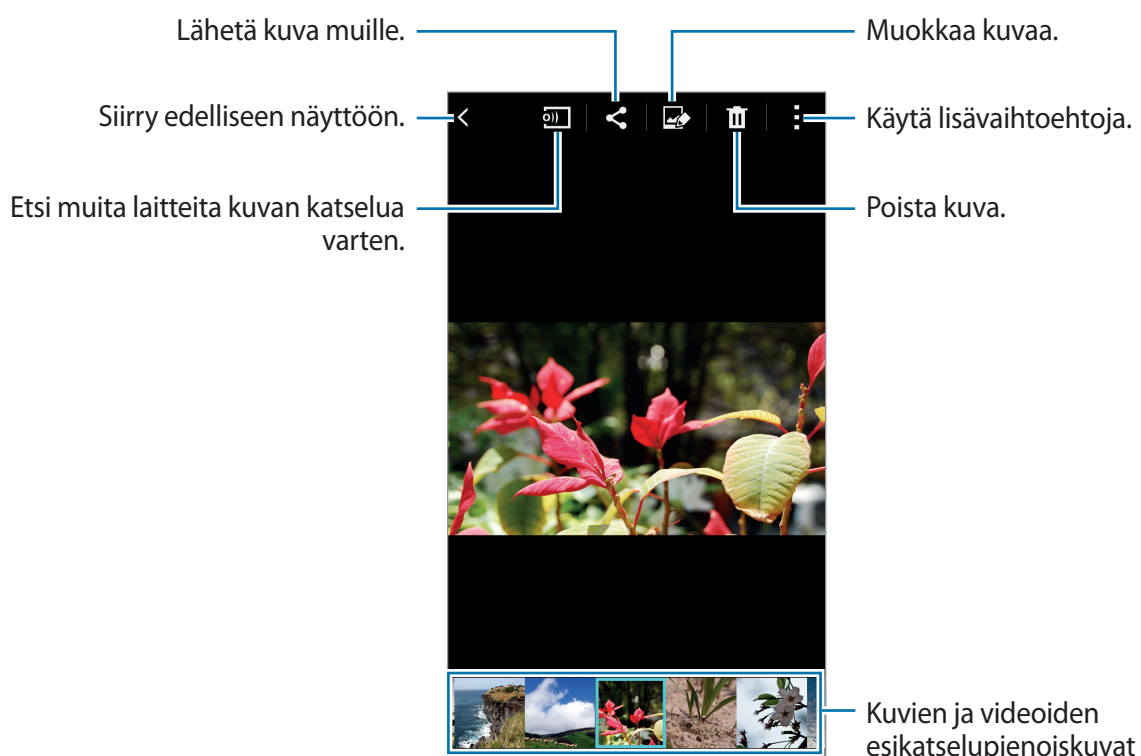 Lähetä kuva muille.
Muokkaa kuvaa.
Siirry edelliseen näyttöön.
Käytä lisävaihtoehtoja.
Etsi muita laitteita kuvan katselua
varten.
Poista kuva.
Kuvien ja videoiden
esikatselupienoiskuvat